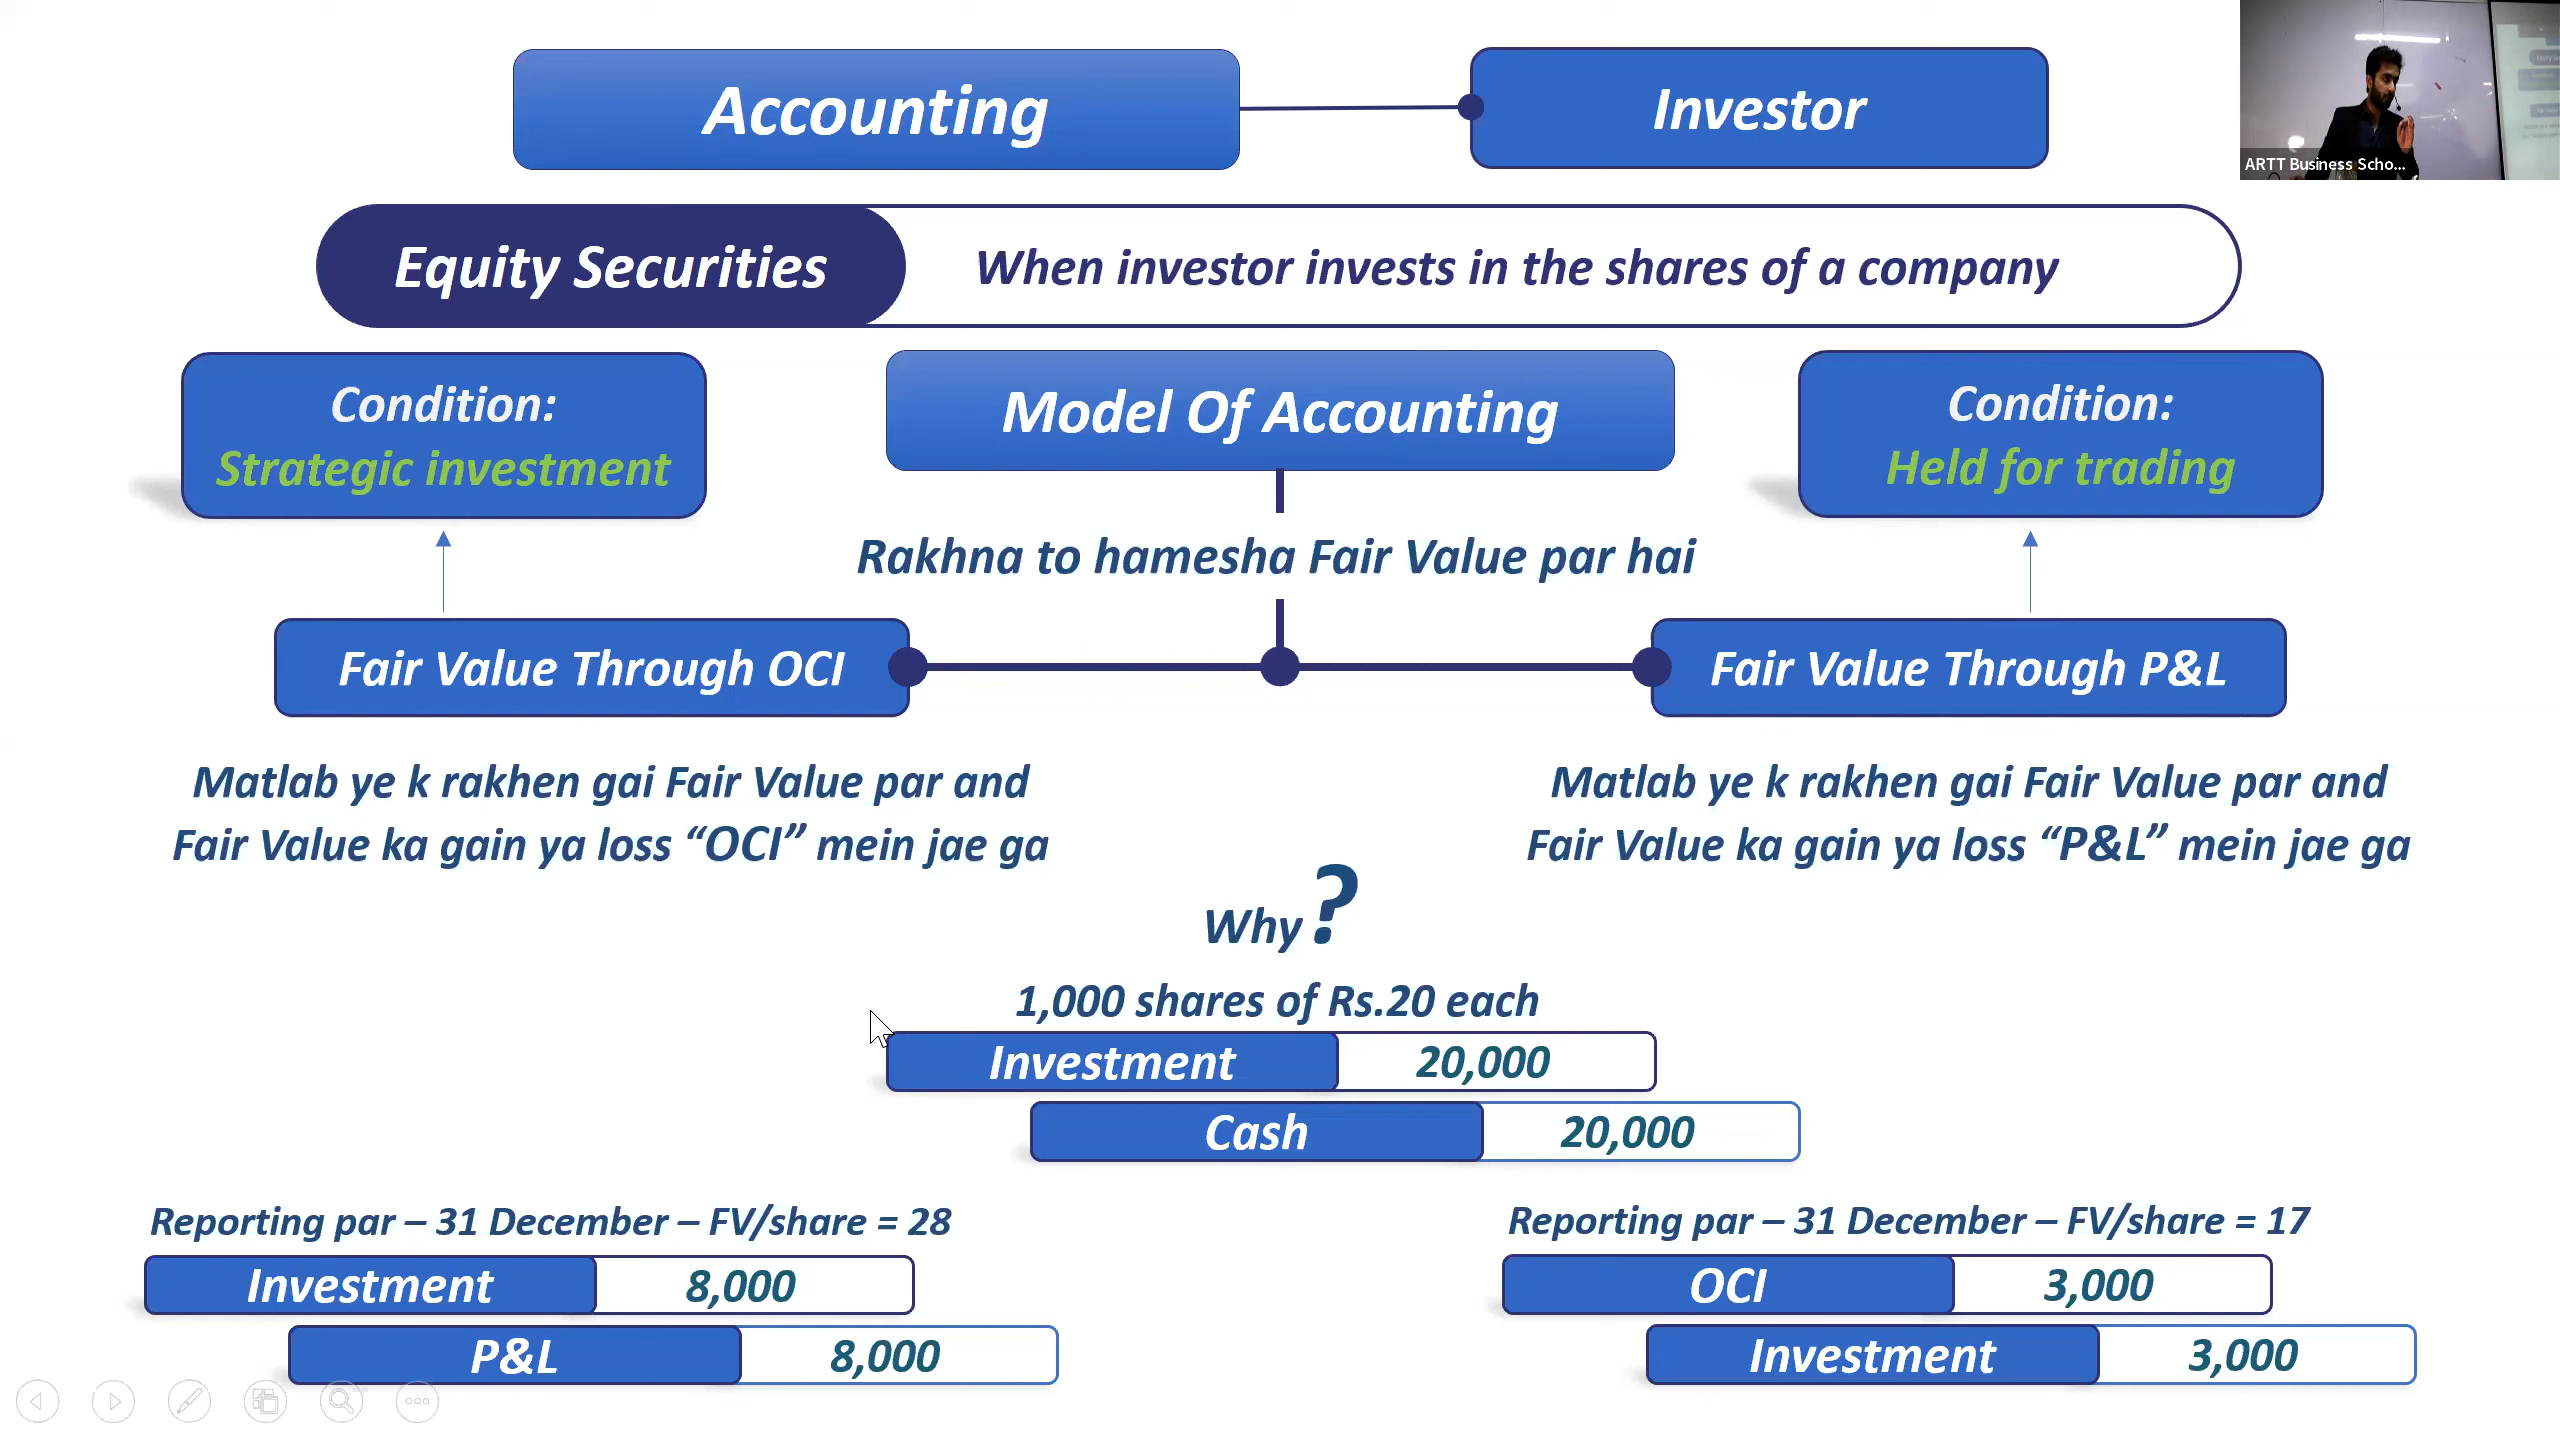 Accounting
Investor
ARTT Business Scho...
Equity Securities
When investor invests in the shares of a company
Condition:
Strategic investment
Model Of Accounting
Condition:
Held for trading
Rakhna to hamesha Fair Value par hai
Fair Value Through OCI
Fair Value Through P&L
Matlab ye k rakhen gai Fair Value par and
Fair Value ka gain ya loss “OCI” mein jae ga
Matlab ye k rakhen gai Fair Value par and
Fair Value ka gain ya loss “P&L” mein jae ga
Why?
1,000 shares of Rs.20 each
Investment 20,000
Cash 20,000
Reporting par – 31 December – FV/share = 28
Investment 8,000
P&L 8,000
Reporting par – 31 December – FV/share = 17
OCI 3,000
Investment 3,000